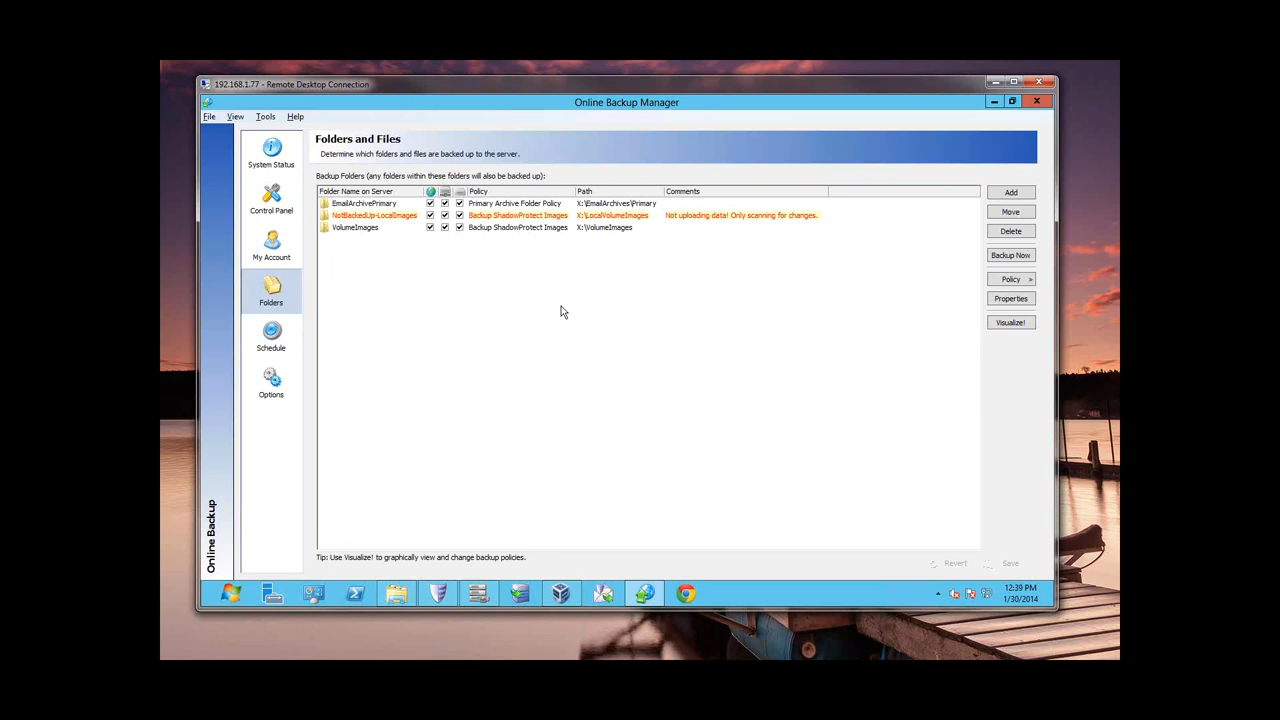 192.168.1.77 - Remote Desktop Connection
Online Backup Manager
File View Tools Help
System Status
Control Panel
My Account
Folders
Schedule
Options
Online Backup
Folders and Files
Determine which folders and files are backed up to the server.
Backup Folders (any folders within these folders will also be backed up):
Folder Name on Server Policy Path Comments
EmailArchivePrimary Primary Archive Folder Policy X:\EmailArchives\Primary
NotBackedUp-LocalImages Backup ShadowProtect Images X:\LocalVolumeImages Not uploading data! Only scanning for changes.
VolumeImages Backup ShadowProtect Images X:\VolumeImages
Add
Move
Delete
Backup Now
Policy »
Properties
Visualize!
Tip: Use Visualize! to graphically view and change backup policies.
Revert Save
12:39 PM
1/30/2014